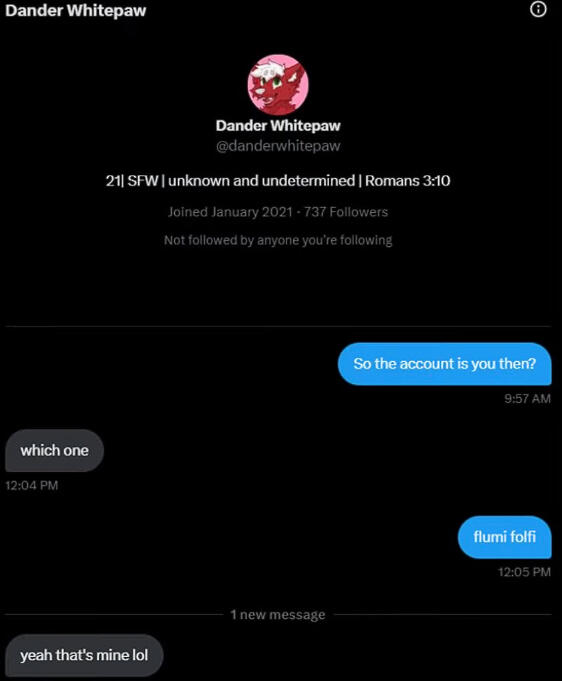 Dander Whitepaw
Dander Whitepaw
@danderwhitepaw
21| SFW | unknown and undetermined | Romans 3:10
Joined January 2021 · 737 Followers
Not followed by anyone you're following
So the account is you then?
9:57 AM
which one
12:04 PM
flumi folfi
12:05 PM
1 new message
yeah that's mine lol